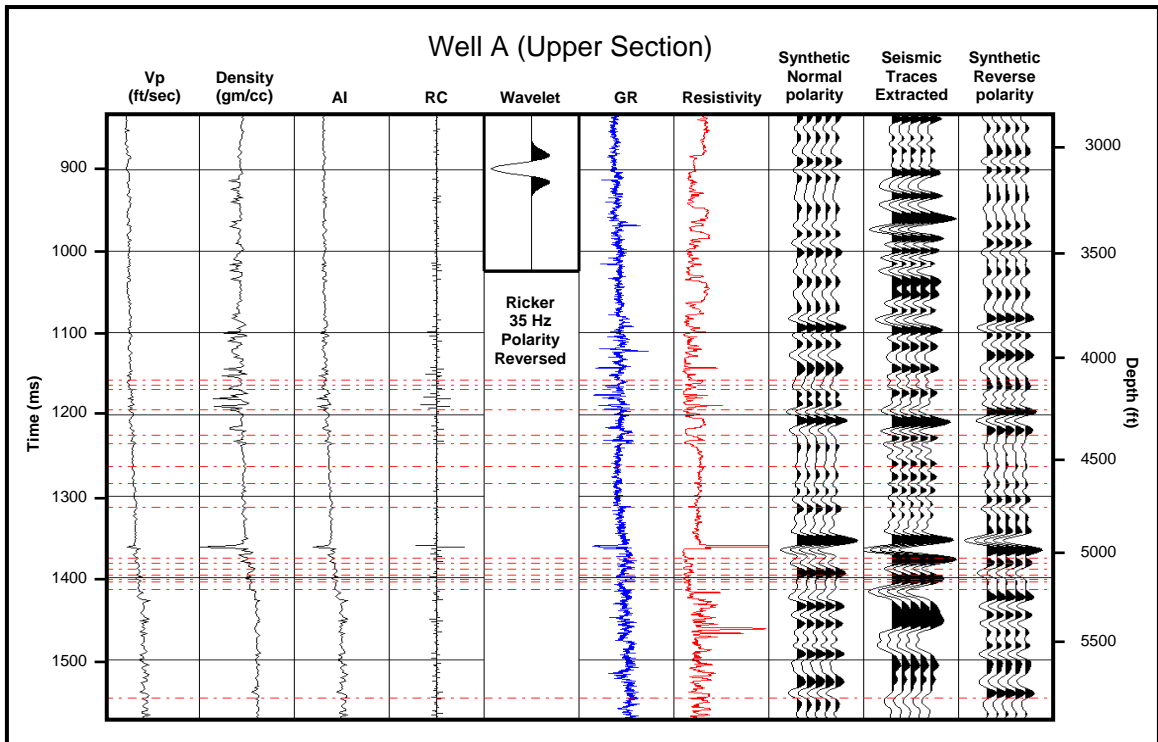 Well A (Upper Section)
Vp
(ft/sec)
Density
(gm/cc)
AI
RC
Wavelet
GR
Resistivity
Synthetic
Normal
polarity
Seismic
Traces
Extracted
Synthetic
Reverse
polarity
Time (ms)
900
1000
1100
1200
1300
1400
1500
Ricker
35 Hz
Polarity
Reversed
3000
3500
4000
4500
5000
5500
Depth (ft)